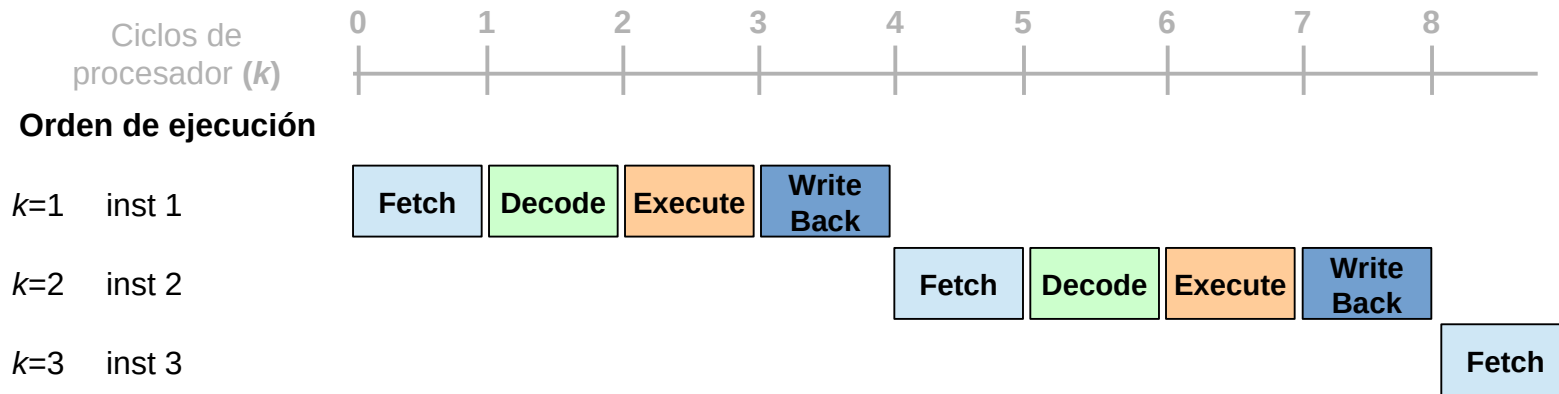 0 1 2 3 4 5 6 7 8
Ciclos de
procesador (k)
Orden de ejecución
k=1 inst 1 Fetch Decode Execute Write
Back
k=2 inst 2 Fetch Decode Execute Write
Back
k=3 inst 3 Fetch